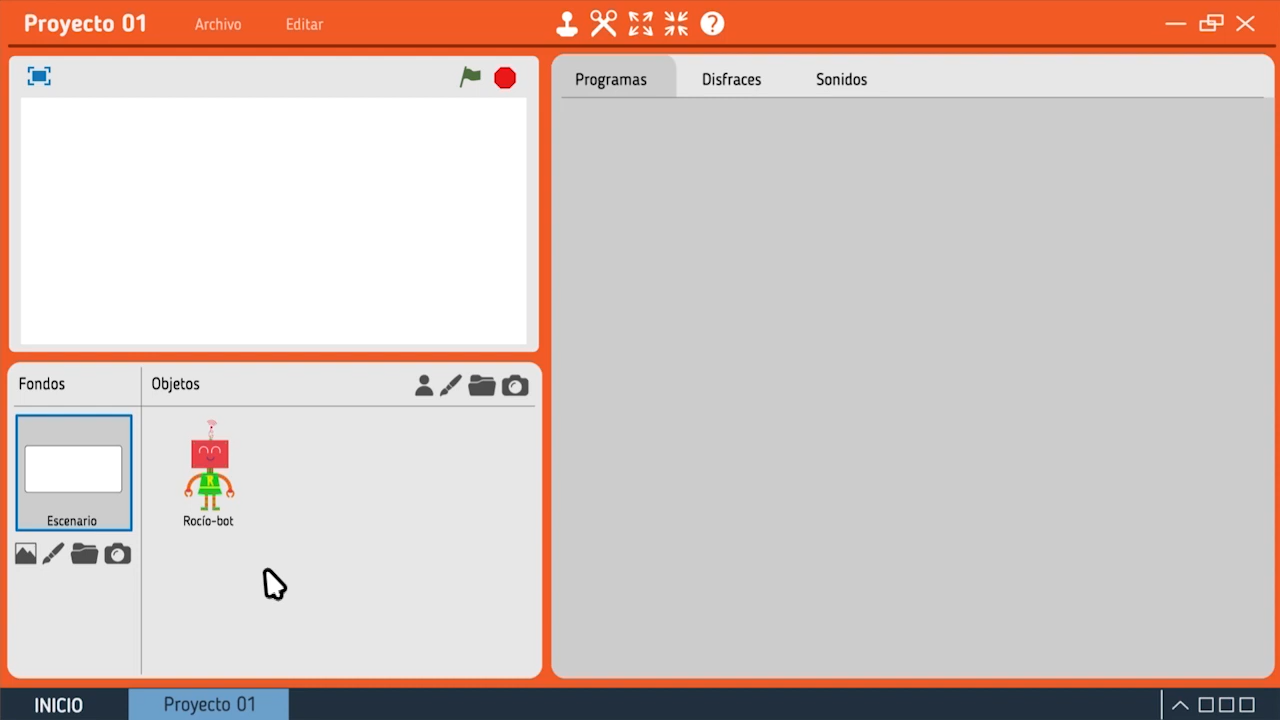 Proyecto 01 Archivo Editar
Programas Disfraces Sonidos
Fondos Objetos
Escenario Rocío-bot
INICIO Proyecto 01